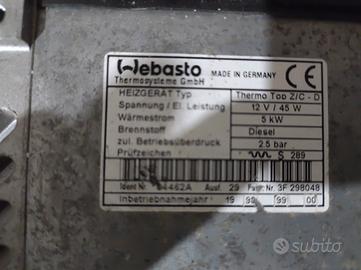 Webasto MADE IN GERMANY CE
Thermosysteme GmbH
HEIZGERÄT Typ Thermo Top Z/C - D
Spannung / El. Leistung 12 V / 45 W
Wärmestrom 5 kW
Brennstoff Diesel
zul. Betriebsüberdruck 2.5 bar
Prüfzeichen S 289
Ident Nr. Ausf. 29 Fabr. Nr. 3F 298048
Inbetriebnahmejahr 19 99 00
subito